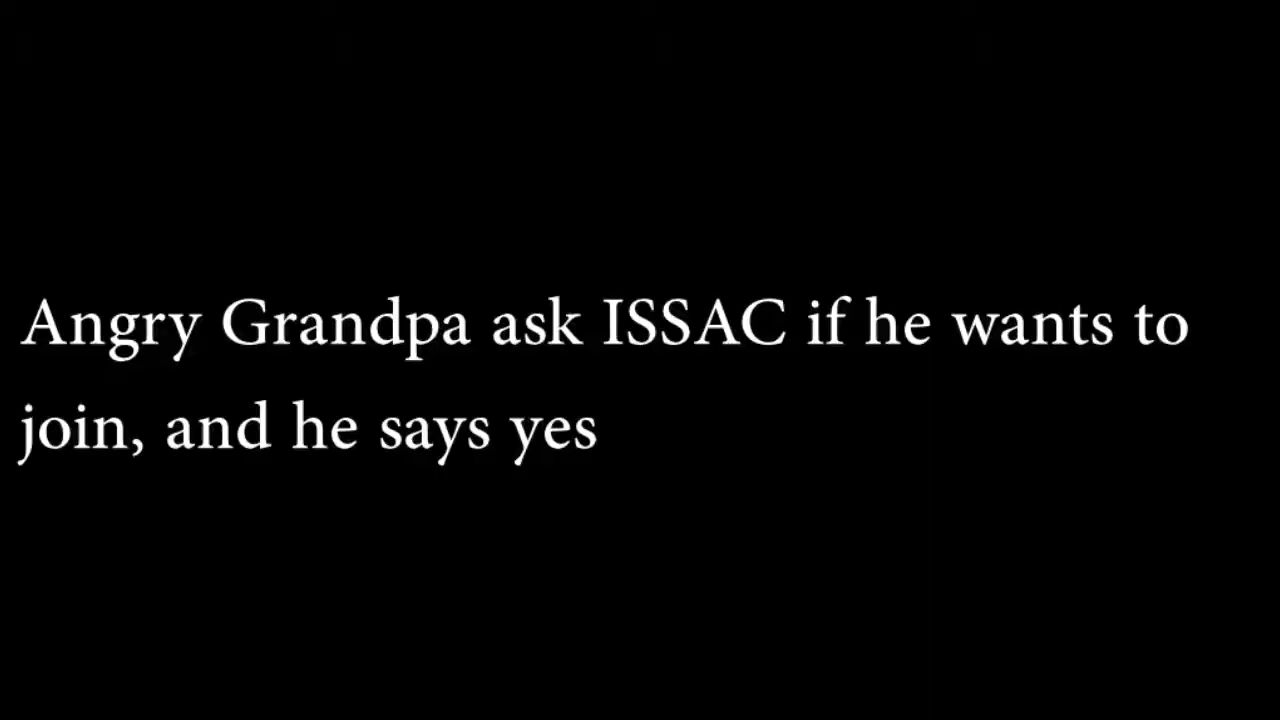 Angry Grandpa ask ISSAC if he wants to
join, and he says yes